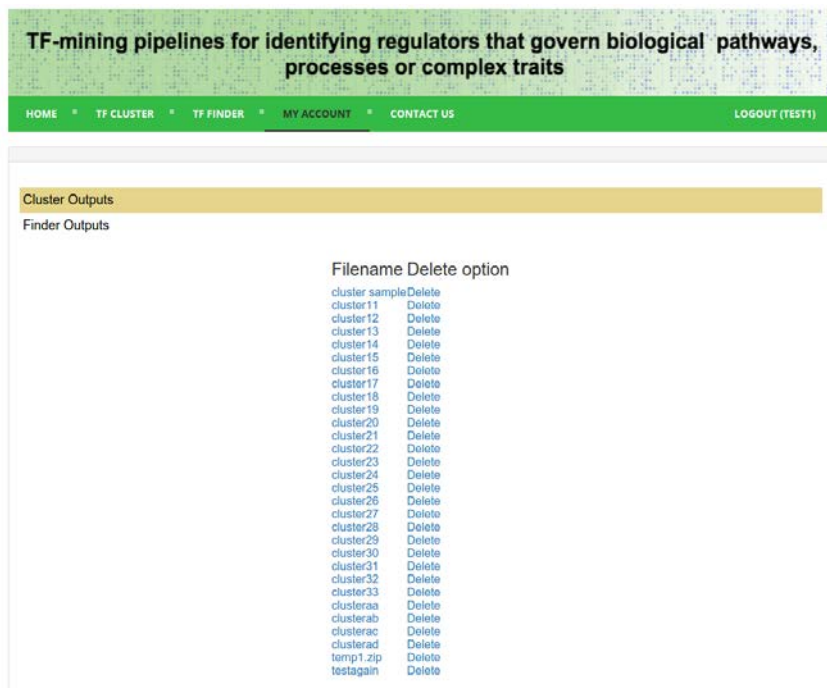 TF-mining pipelines for identifying regulators that govern biological pathways,
processes or complex traits
HOME TF CLUSTER TF FINDER MY ACCOUNT CONTACT US LOGOUT (TEST1)
Cluster Outputs
Finder Outputs
Filename Delete option
cluster sample Delete
cluster11 Delete
cluster12 Delete
cluster13 Delete
cluster14 Delete
cluster15 Delete
cluster16 Delete
cluster17 Delete
cluster18 Delete
cluster19 Delete
cluster20 Delete
cluster21 Delete
cluster22 Delete
cluster23 Delete
cluster24 Delete
cluster25 Delete
cluster26 Delete
cluster27 Delete
cluster28 Delete
cluster29 Delete
cluster30 Delete
cluster31 Delete
cluster32 Delete
cluster33 Delete
clusteraa Delete
clusterab Delete
clusterac Delete
clusterad Delete
temp1.zip Delete
testagain Delete